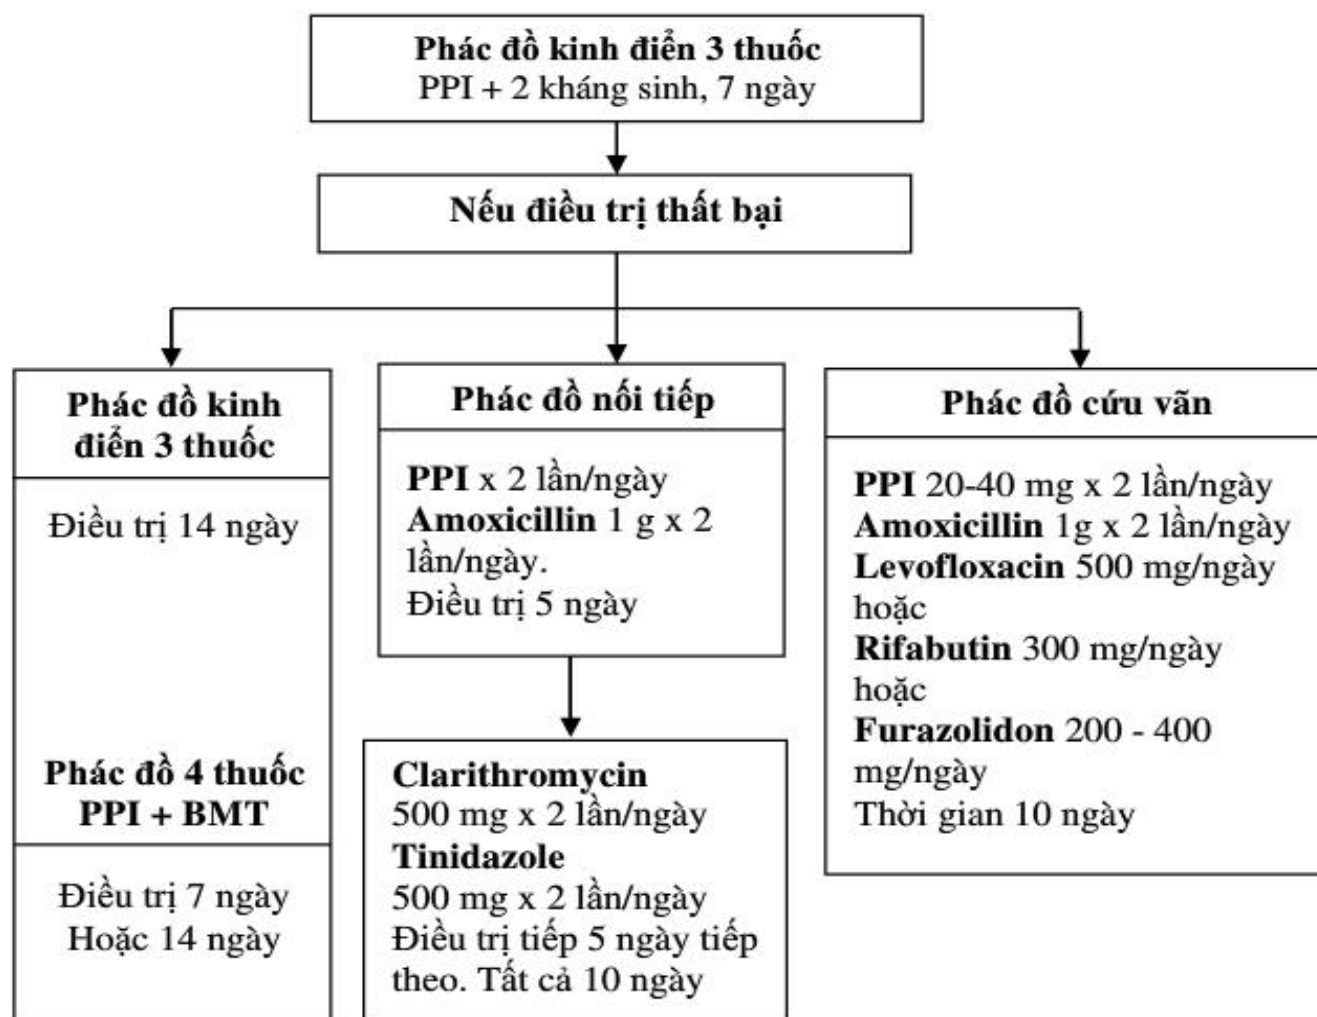 Phác đồ kinh điển 3 thuốc
PPI + 2 kháng sinh, 7 ngày
Nếu điều trị thất bại
Phác đồ kinh
điển 3 thuốc
Điều trị 14 ngày
Phác đồ 4 thuốc
PPI + BMT
Điều trị 7 ngày
Hoặc 14 ngày
Phác đồ nối tiếp
PPI x 2 lần/ngày
Amoxicillin 1 g x 2
lần/ngày.
Điều trị 5 ngày
Clarithromycin
500 mg x 2 lần/ngày
Tinidazole
500 mg x 2 lần/ngày
Điều trị tiếp 5 ngày tiếp
theo. Tất cả 10 ngày
Phác đồ cứu vãn
PPI 20-40 mg x 2 lần/ngày
Amoxicillin 1g x 2 lần/ngày
Levofloxacin 500 mg/ngày
hoặc
Rifabutin 300 mg/ngày
hoặc
Furazolidon 200 - 400
mg/ngày
Thời gian 10 ngày